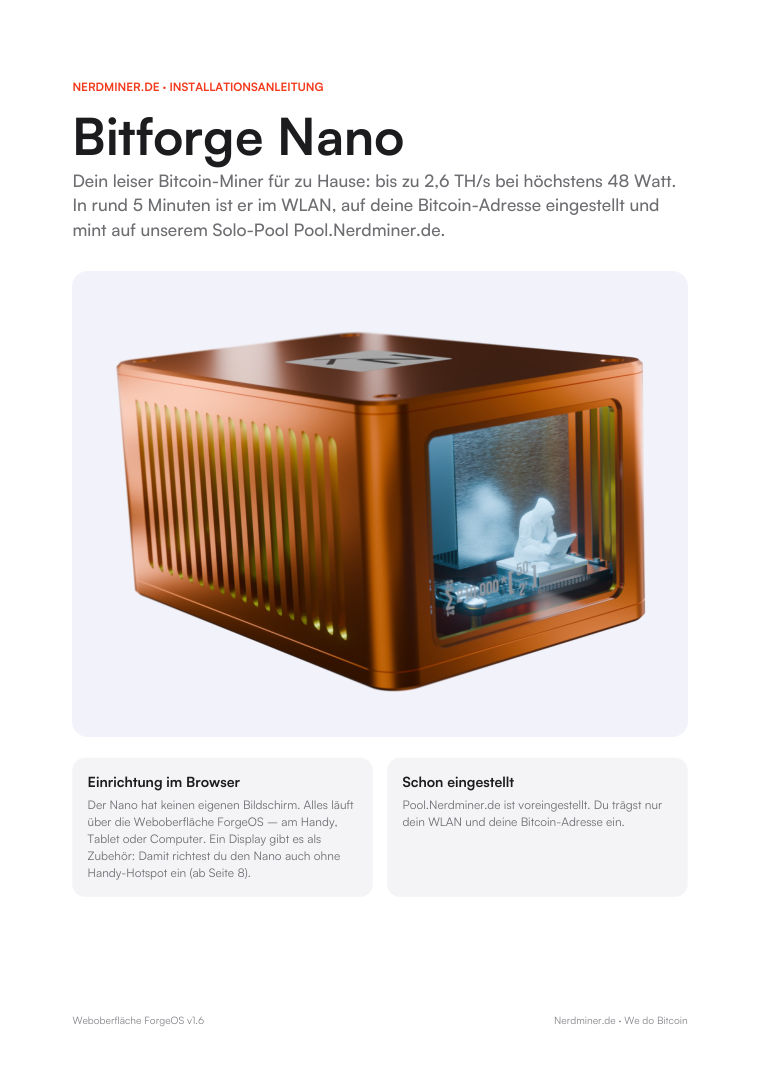 NERDMINER.DE · INSTALLATIONSANLEITUNG
Bitforge Nano
Dein leiser Bitcoin-Miner für zu Hause: bis zu 2,6 TH/s bei höchstens 48 Watt.
In rund 5 Minuten ist er im WLAN, auf deine Bitcoin-Adresse eingestellt und
mint auf unserem Solo-Pool Pool.Nerdminer.de.
Einrichtung im Browser
Der Nano hat keinen eigenen Bildschirm. Alles läuft
über die Weboberfläche ForgeOS — am Handy,
Tablet oder Computer. Ein Display gibt es als
Zubehör: Damit richtest du den Nano auch ohne
Handy-Hotspot ein (ab Seite 8).
Schon eingestellt
Pool.Nerdminer.de ist voreingestellt. Du trägst nur
dein WLAN und deine Bitcoin-Adresse ein.
Weboberfläche ForgeOS v1.6
Nerdminer.de · We do Bitcoin